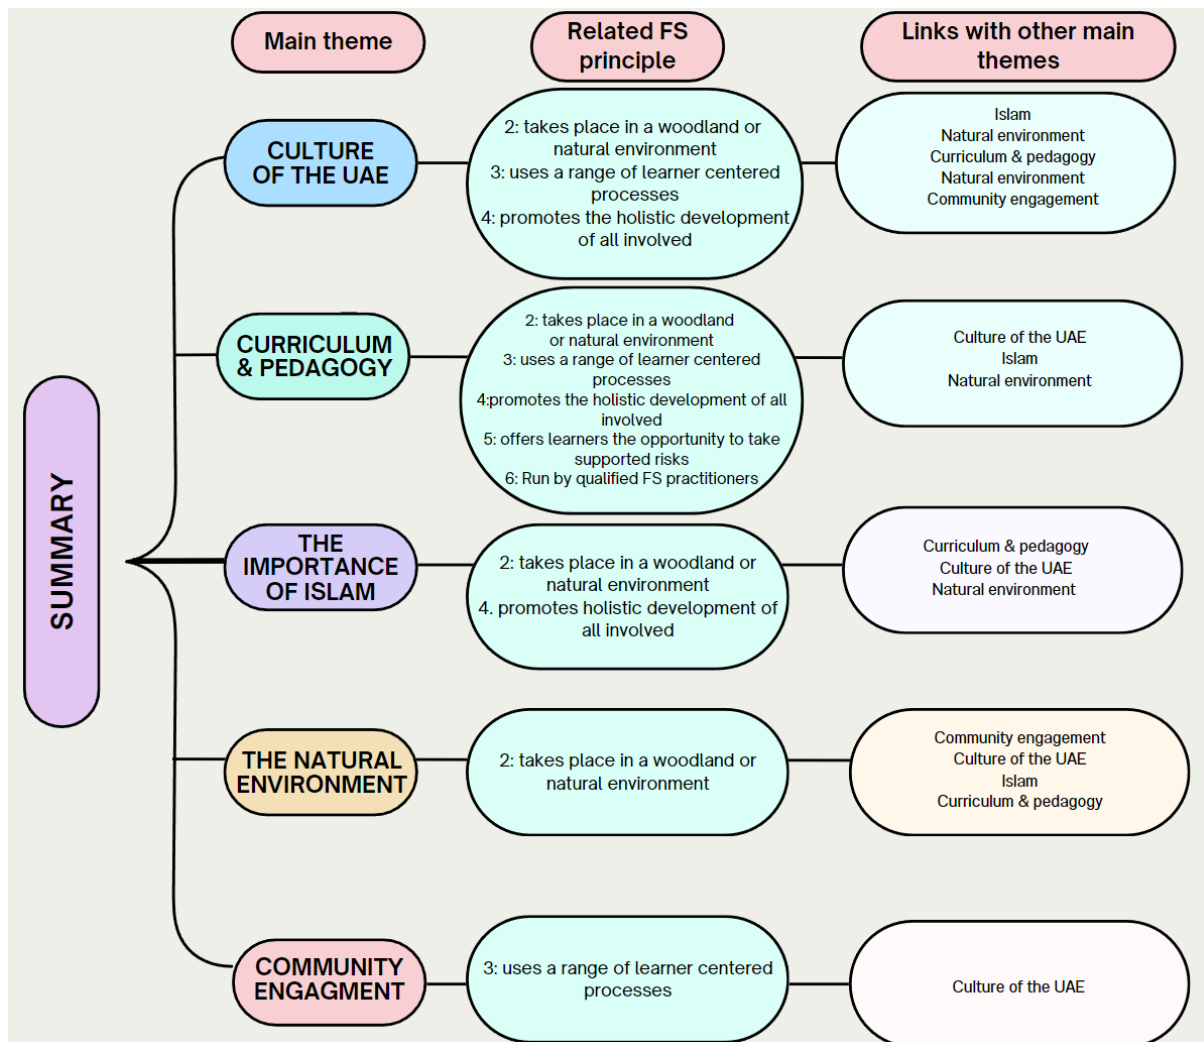 Main theme
Related FS
principle
Links with other main
themes
SUMMARY
CULTURE
OF THE UAE
2: takes place in a woodland or
natural environment
3: uses a range of learner centered
processes
4: promotes the holistic development
of all involved
Islam
Natural environment
Curriculum & pedagogy
Natural environment
Community engagement
CURRICULUM
& PEDAGOGY
2: takes place in a woodland
or natural environment
3: uses a range of learner centered
processes
4:promotes the holistic development of all
involved
5: offers learners the opportunity to take
supported risks
6: Run by qualified FS practitioners
Culture of the UAE
Islam
Natural environment
THE
IMPORTANCE
OF ISLAM
2: takes place in a woodland or
natural environment
4. promotes holistic development of
all involved
Curriculum & pedagogy
Culture of the UAE
Natural environment
THE NATURAL
ENVIRONMENT
2: takes place in a woodland or
natural environment
Community engagement
Culture of the UAE
Islam
Curriculum & pedagogy
COMMUNITY
ENGAGMENT
3: uses a range of learner centered
processes
Culture of the UAE